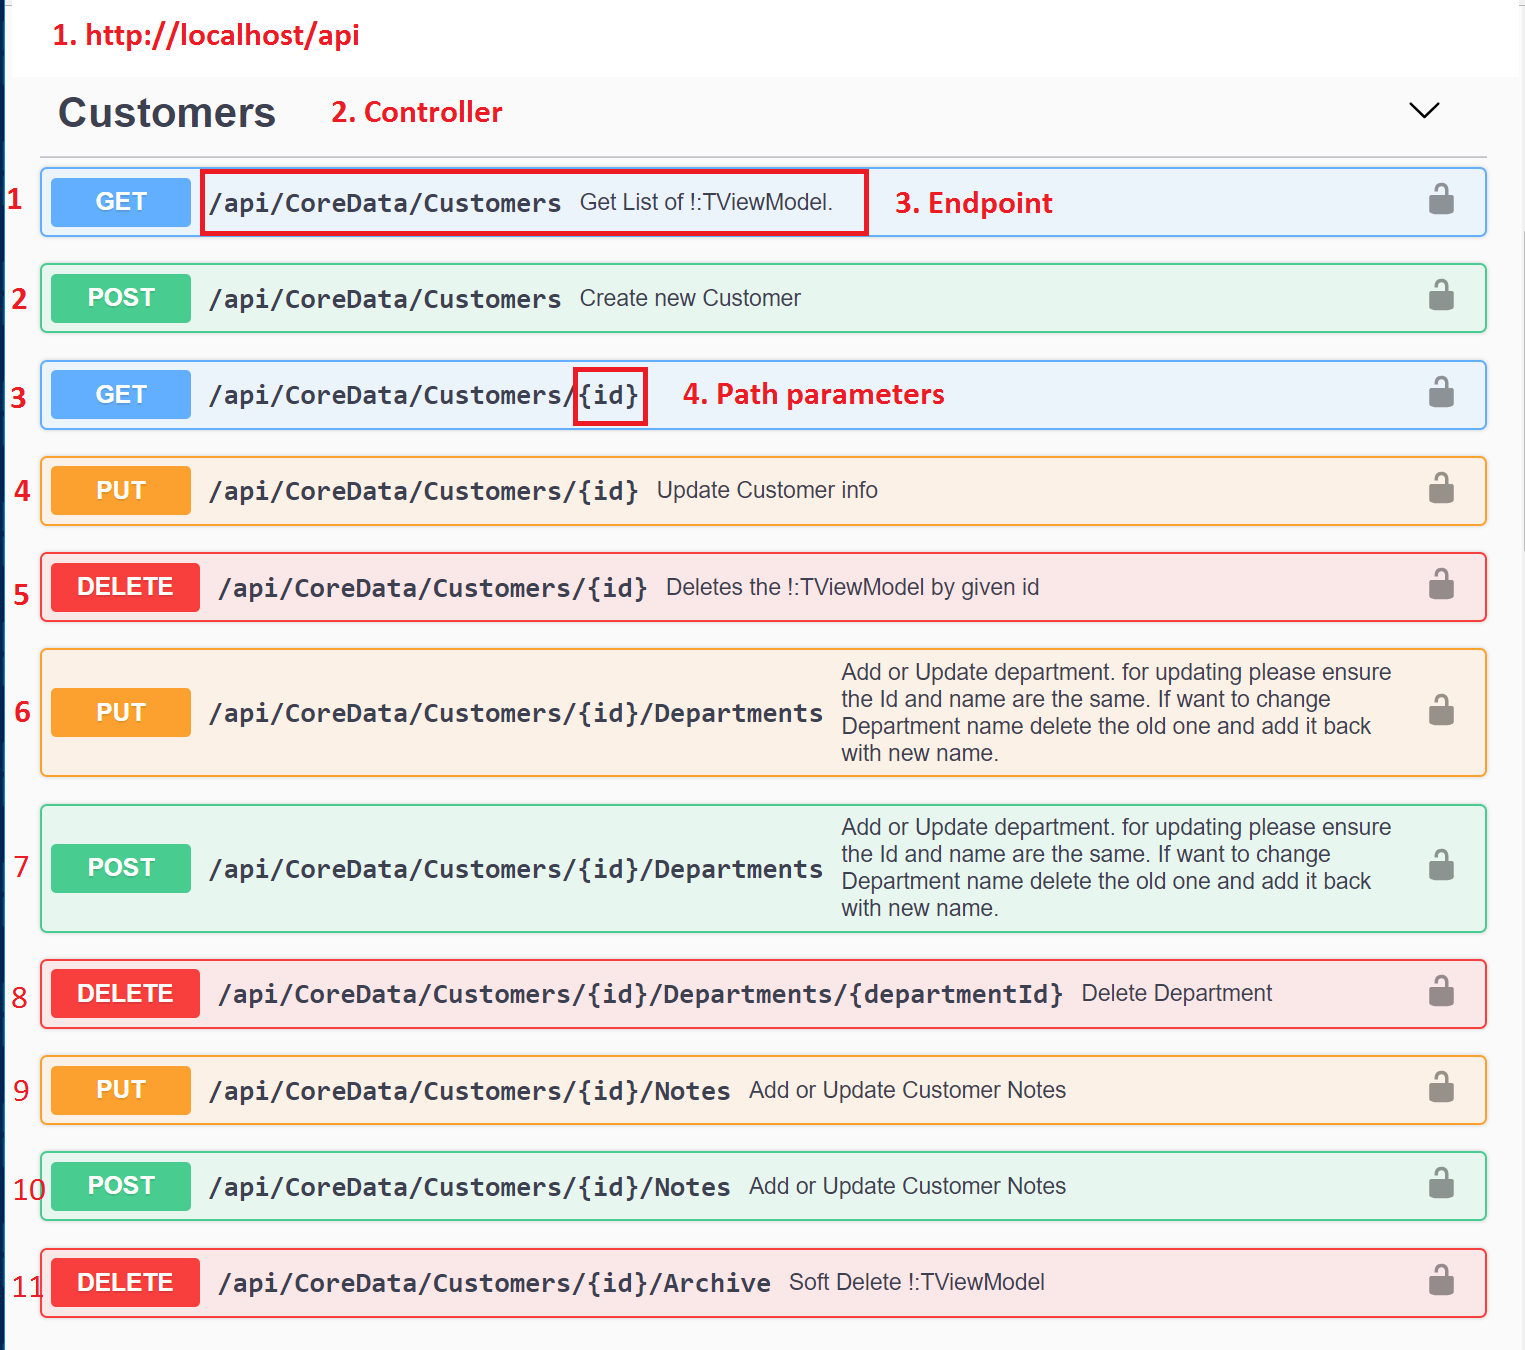 1. http://localhost/api
Customers 2. Controller
1 GET /api/CoreData/Customers Get List of !:TViewModel. 3. Endpoint
2 POST /api/CoreData/Customers Create new Customer
3 GET /api/CoreData/Customers/{id} 4. Path parameters
4 PUT /api/CoreData/Customers/{id} Update Customer info
5 DELETE /api/CoreData/Customers/{id} Deletes the !:TViewModel by given id
6 PUT /api/CoreData/Customers/{id}/Departments
Add or Update department. for updating please ensure
the Id and name are the same. If want to change
Department name delete the old one and add it back
with new name.
7 POST /api/CoreData/Customers/{id}/Departments
Add or Update department. for updating please ensure
the Id and name are the same. If want to change
Department name delete the old one and add it back
with new name.
8 DELETE /api/CoreData/Customers/{id}/Departments/{departmentId} Delete Department
9 PUT /api/CoreData/Customers/{id}/Notes Add or Update Customer Notes
10 POST /api/CoreData/Customers/{id}/Notes Add or Update Customer Notes
11 DELETE /api/CoreData/Customers/{id}/Archive Soft Delete !:TViewModel